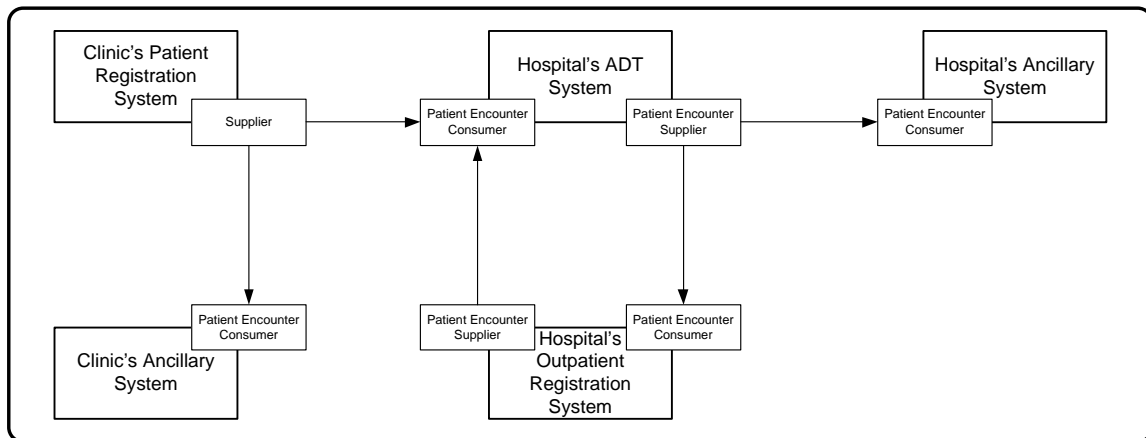 Clinic's Patient
Registration
System
Supplier
Hospital's ADT
System
Patient Encounter
Consumer
Patient Encounter
Supplier
Hospital's Ancillary
System
Patient Encounter
Consumer
Patient Encounter
Consumer
Clinic's Ancillary
System
Patient Encounter
Supplier
Patient Encounter
Consumer
Hospital's
Outpatient
Registration
System